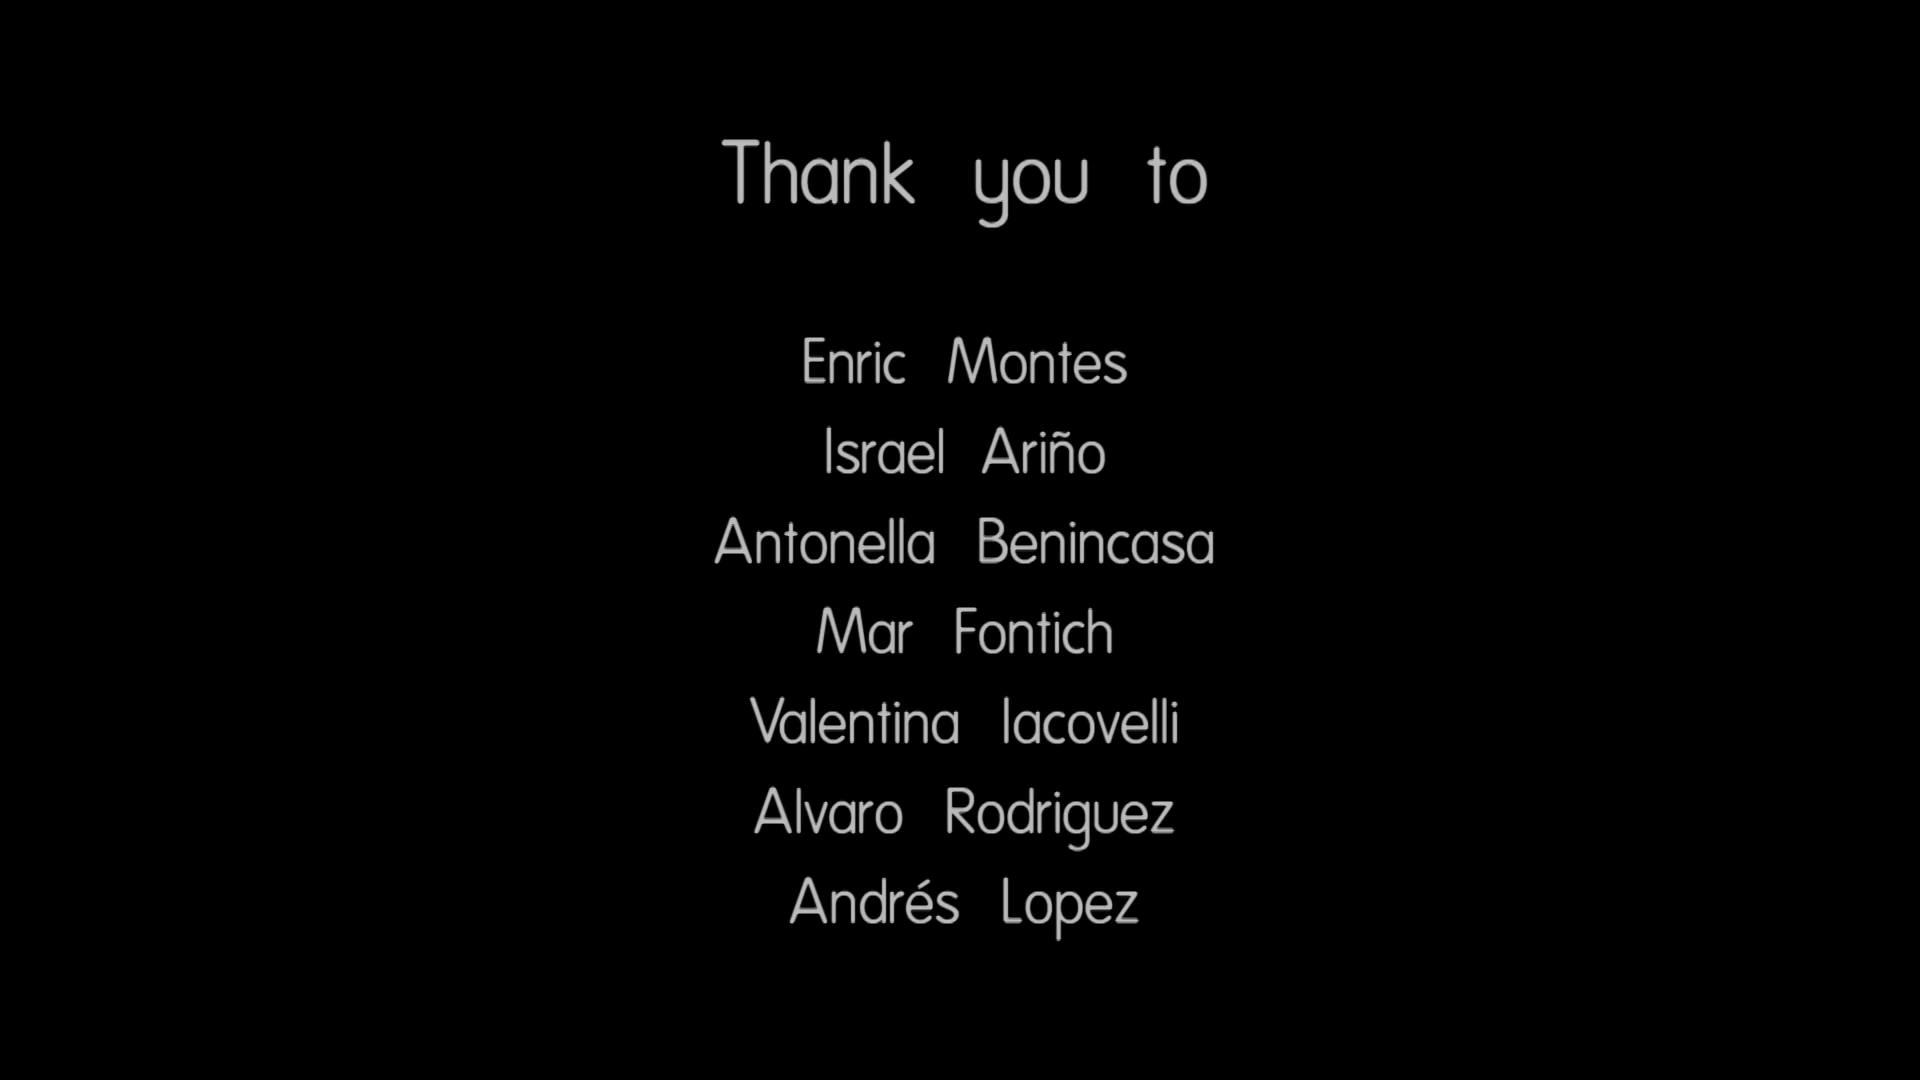 Thank you to
Enric Montes
Israel Ariño
Antonella Benincasa
Mar Fontich
Valentina Iacovelli
Alvaro Rodriguez
Andrés Lopez